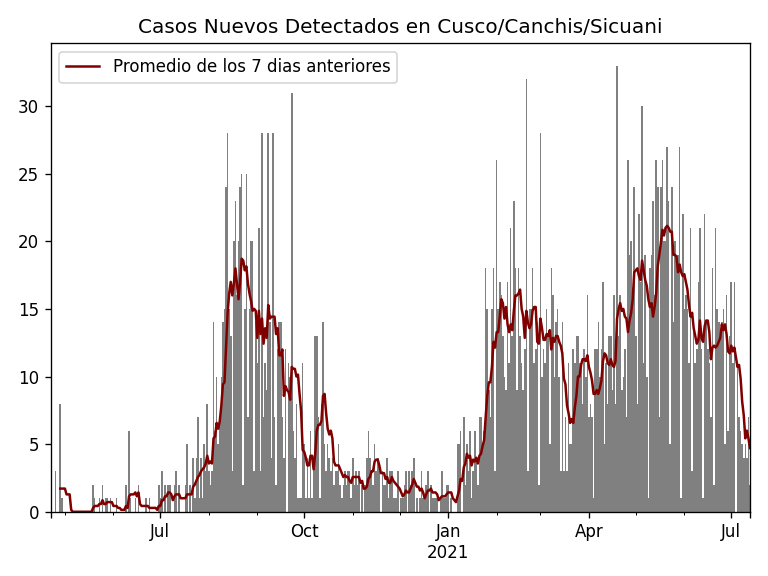 Casos Nuevos Detectados en Cusco/Canchis/Sicuani
Promedio de los 7 dias anteriores
30
25
20
15
10
5
0
Jul
Oct
Jan
2021
Apr
Jul